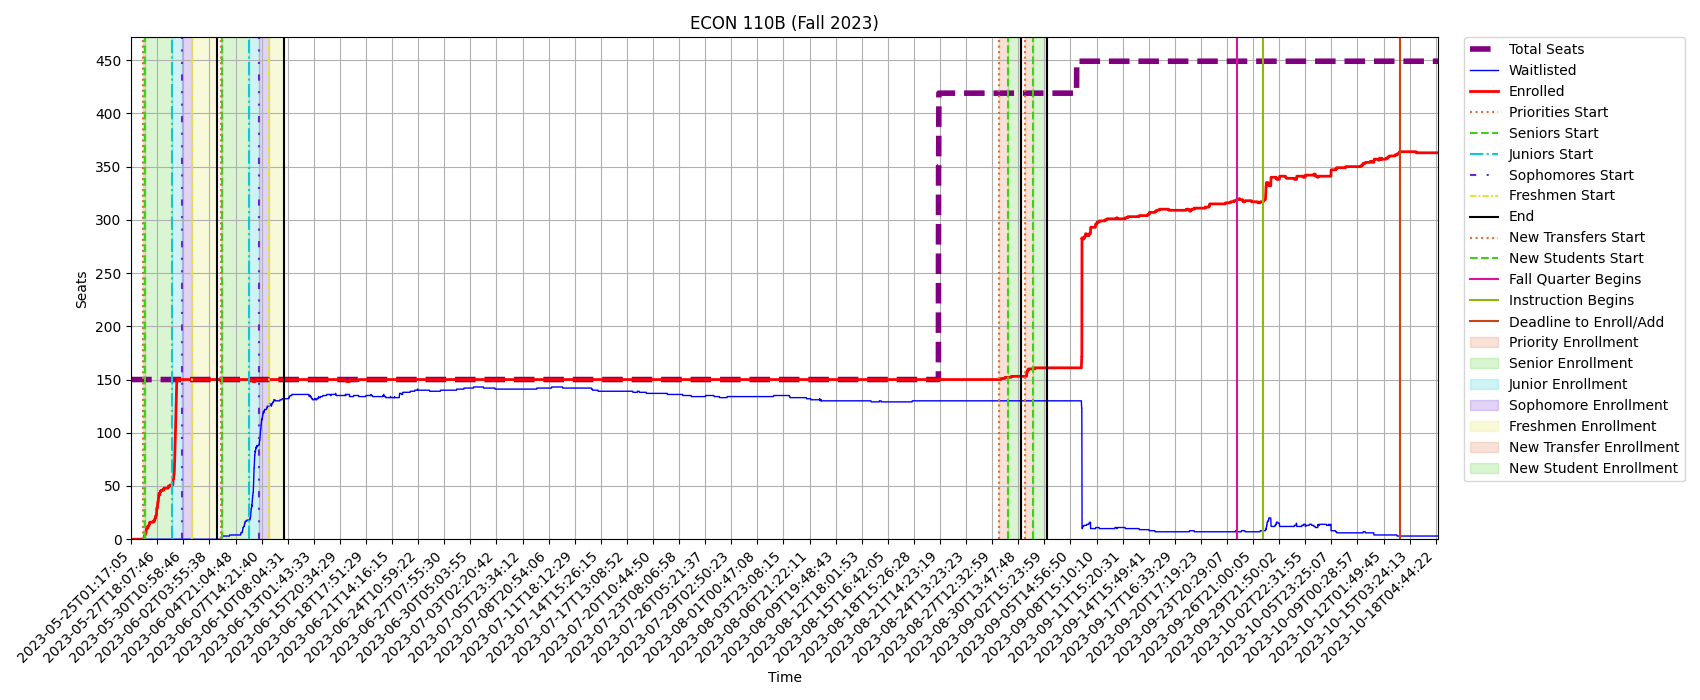 ECON 110B (Fall 2023)
Seats
450
400
350
300
250
200
150
100
50
0
2023-05-25T01:17:05
2023-05-27T18:07:46
2023-05-30T10:58:46
2023-06-02T03:55:38
2023-06-04T21:04:48
2023-06-07T14:21:40
2023-06-10T08:04:31
2023-06-13T01:43:33
2023-06-15T20:34:29
2023-06-18T17:51:29
2023-06-21T14:16:15
2023-06-24T10:59:22
2023-06-27T07:55:30
2023-06-30T05:03:55
2023-07-03T02:20:42
2023-07-05T23:34:12
2023-07-08T20:54:06
2023-07-11T18:12:29
2023-07-14T15:26:15
2023-07-17T13:08:52
2023-07-20T10:44:50
2023-07-23T08:06:58
2023-07-26T05:21:37
2023-07-29T02:50:23
2023-08-01T00:47:08
2023-08-03T23:08:15
2023-08-06T21:22:11
2023-08-09T19:48:43
2023-08-12T18:01:53
2023-08-15T16:42:05
2023-08-18T15:26:28
2023-08-21T14:23:19
2023-08-24T13:23:23
2023-08-27T12:32:59
2023-08-30T13:47:48
2023-09-02T15:23:59
2023-09-05T14:56:50
2023-09-08T15:10:10
2023-09-11T15:20:31
2023-09-14T15:49:41
2023-09-17T16:33:29
2023-09-20T17:19:23
2023-09-23T20:29:07
2023-09-26T21:00:05
2023-09-29T21:50:02
2023-10-02T22:31:55
2023-10-05T23:25:07
2023-10-09T00:28:57
2023-10-12T01:49:45
2023-10-15T03:24:13
2023-10-18T04:44:22
Time
Total Seats
Waitlisted
Enrolled
Priorities Start
Seniors Start
Juniors Start
Sophomores Start
Freshmen Start
End
New Transfers Start
New Students Start
Fall Quarter Begins
Instruction Begins
Deadline to Enroll/Add
Priority Enrollment
Senior Enrollment
Junior Enrollment
Sophomore Enrollment
Freshmen Enrollment
New Transfer Enrollment
New Student Enrollment